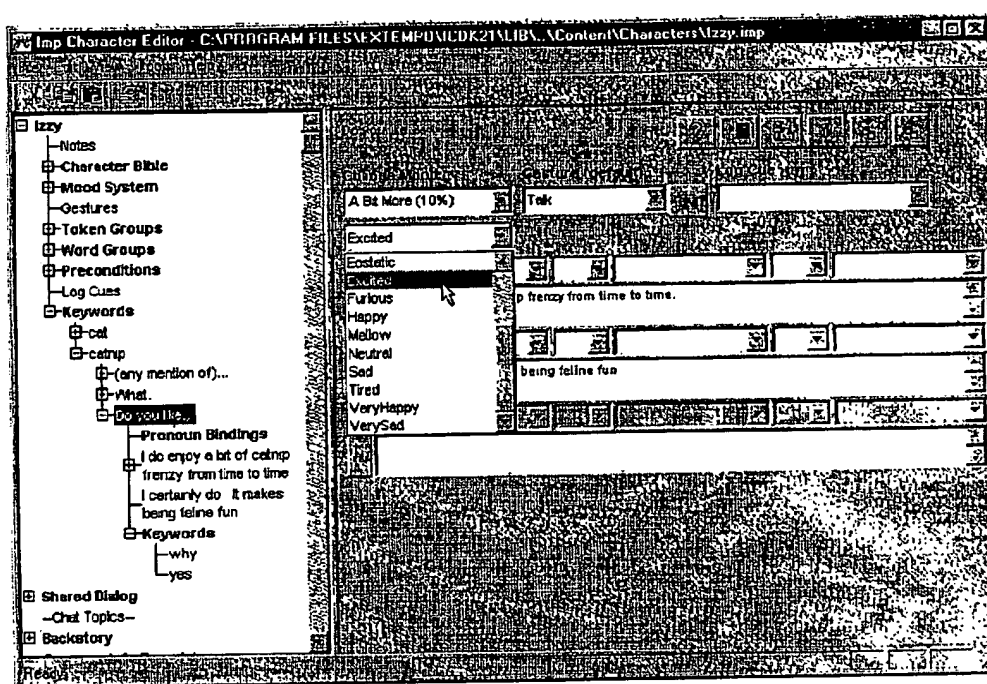 Imp Character Editor - C:\PROGRAM FILES\EXTEMPO\ICDK21\LIB\..\Content\Characters\Izzy.imp
Izzy
Notes
Character Bible
Mood System
Gestures
Token Groups
Word Groups
Preconditions
Log Cues
Keywords
cat
catnip
(any mention of)...
What.
Do you like...
Pronoun Bindings
I do enjoy a bit of catnip
frenzy from time to time
I certainly do It makes
being feline fun
Keywords
why
yes
Shared Dialog
--Chat Topics--
Backstory
A Bit More (10%)
Talk
Excited
Ecstatic
Excited
Furious
Happy
Mellow
Neutral
Sad
Tired
VeryHappy
VerySad
p frenzy from time to time.
being feline fun
Ready